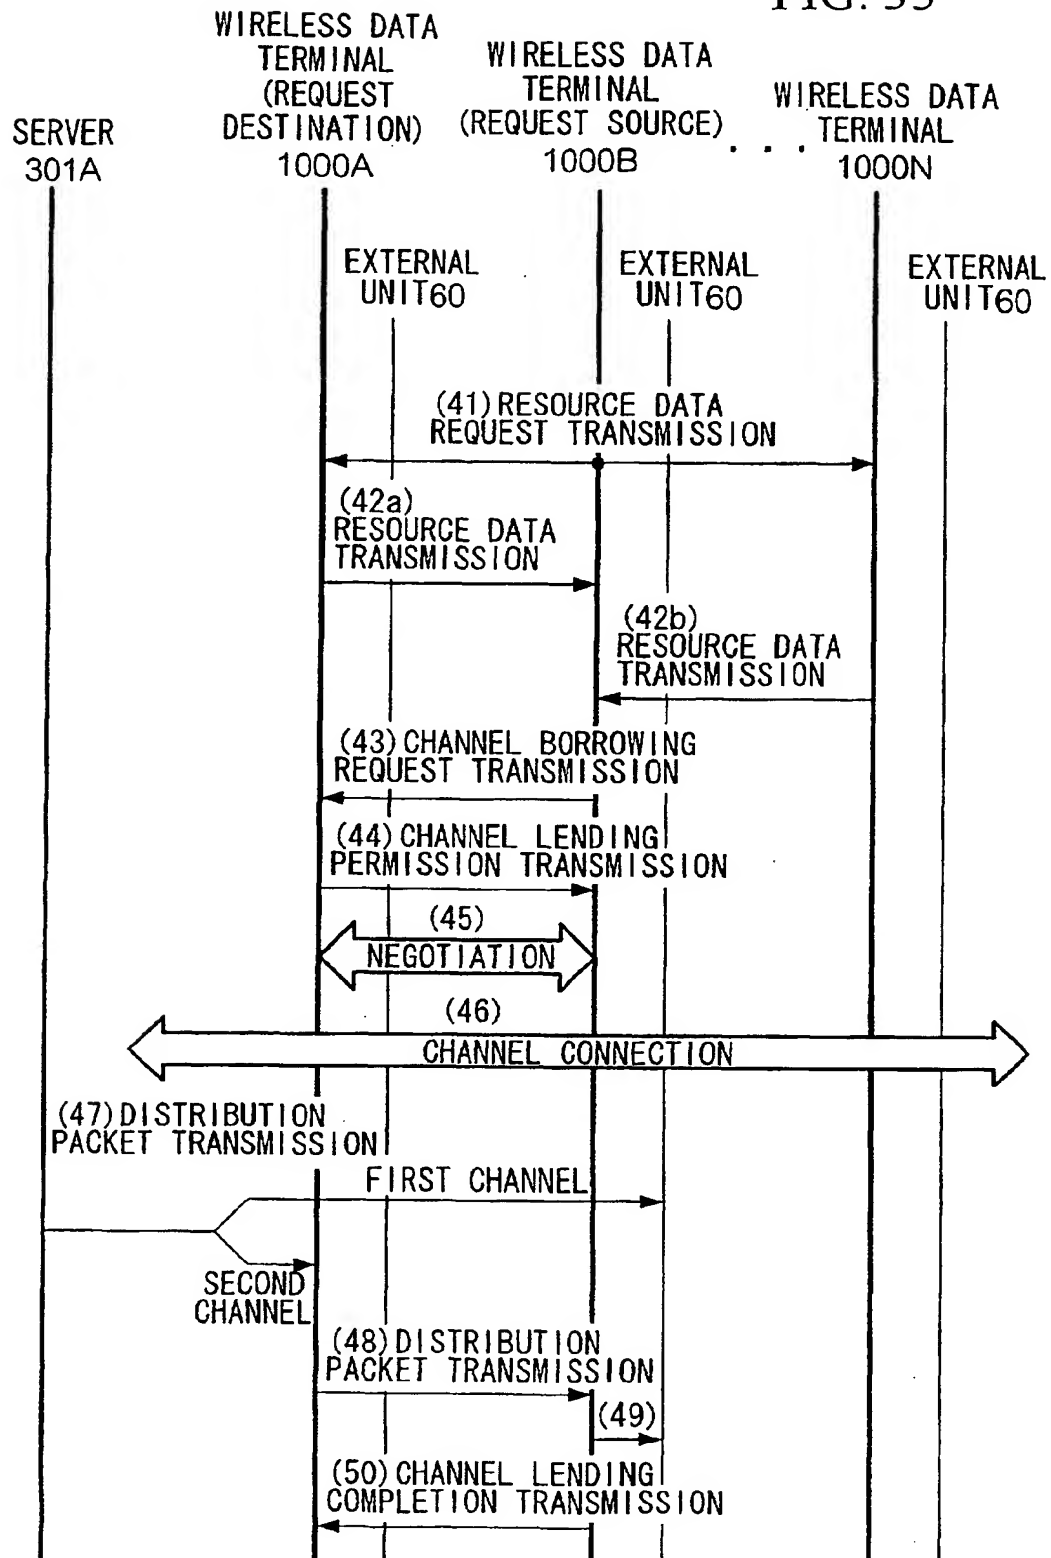 FIG. 35
WIRELESS DATA
TERMINAL
(REQUEST
DESTINATION)
1000A
WIRELESS DATA
TERMINAL
(REQUEST SOURCE)
1000B
. . .
WIRELESS DATA
TERMINAL
1000N
SERVER
301A
EXTERNAL
UNIT60
EXTERNAL
UNIT60
EXTERNAL
UNIT60
(41) RESOURCE DATA
REQUEST TRANSMISSION
(42a)
RESOURCE DATA
TRANSMISSION
(42b)
RESOURCE DATA
TRANSMISSION
(43) CHANNEL BORROWING
REQUEST TRANSMISSION
(44) CHANNEL LENDING
PERMISSION TRANSMISSION
(45)
NEGOTIATION
(46)
CHANNEL CONNECTION
(47) DISTRIBUTION
PACKET TRANSMISSION
FIRST CHANNEL
SECOND
CHANNEL
(48) DISTRIBUTION
PACKET TRANSMISSION
(49)
(50) CHANNEL LENDING
COMPLETION TRANSMISSION